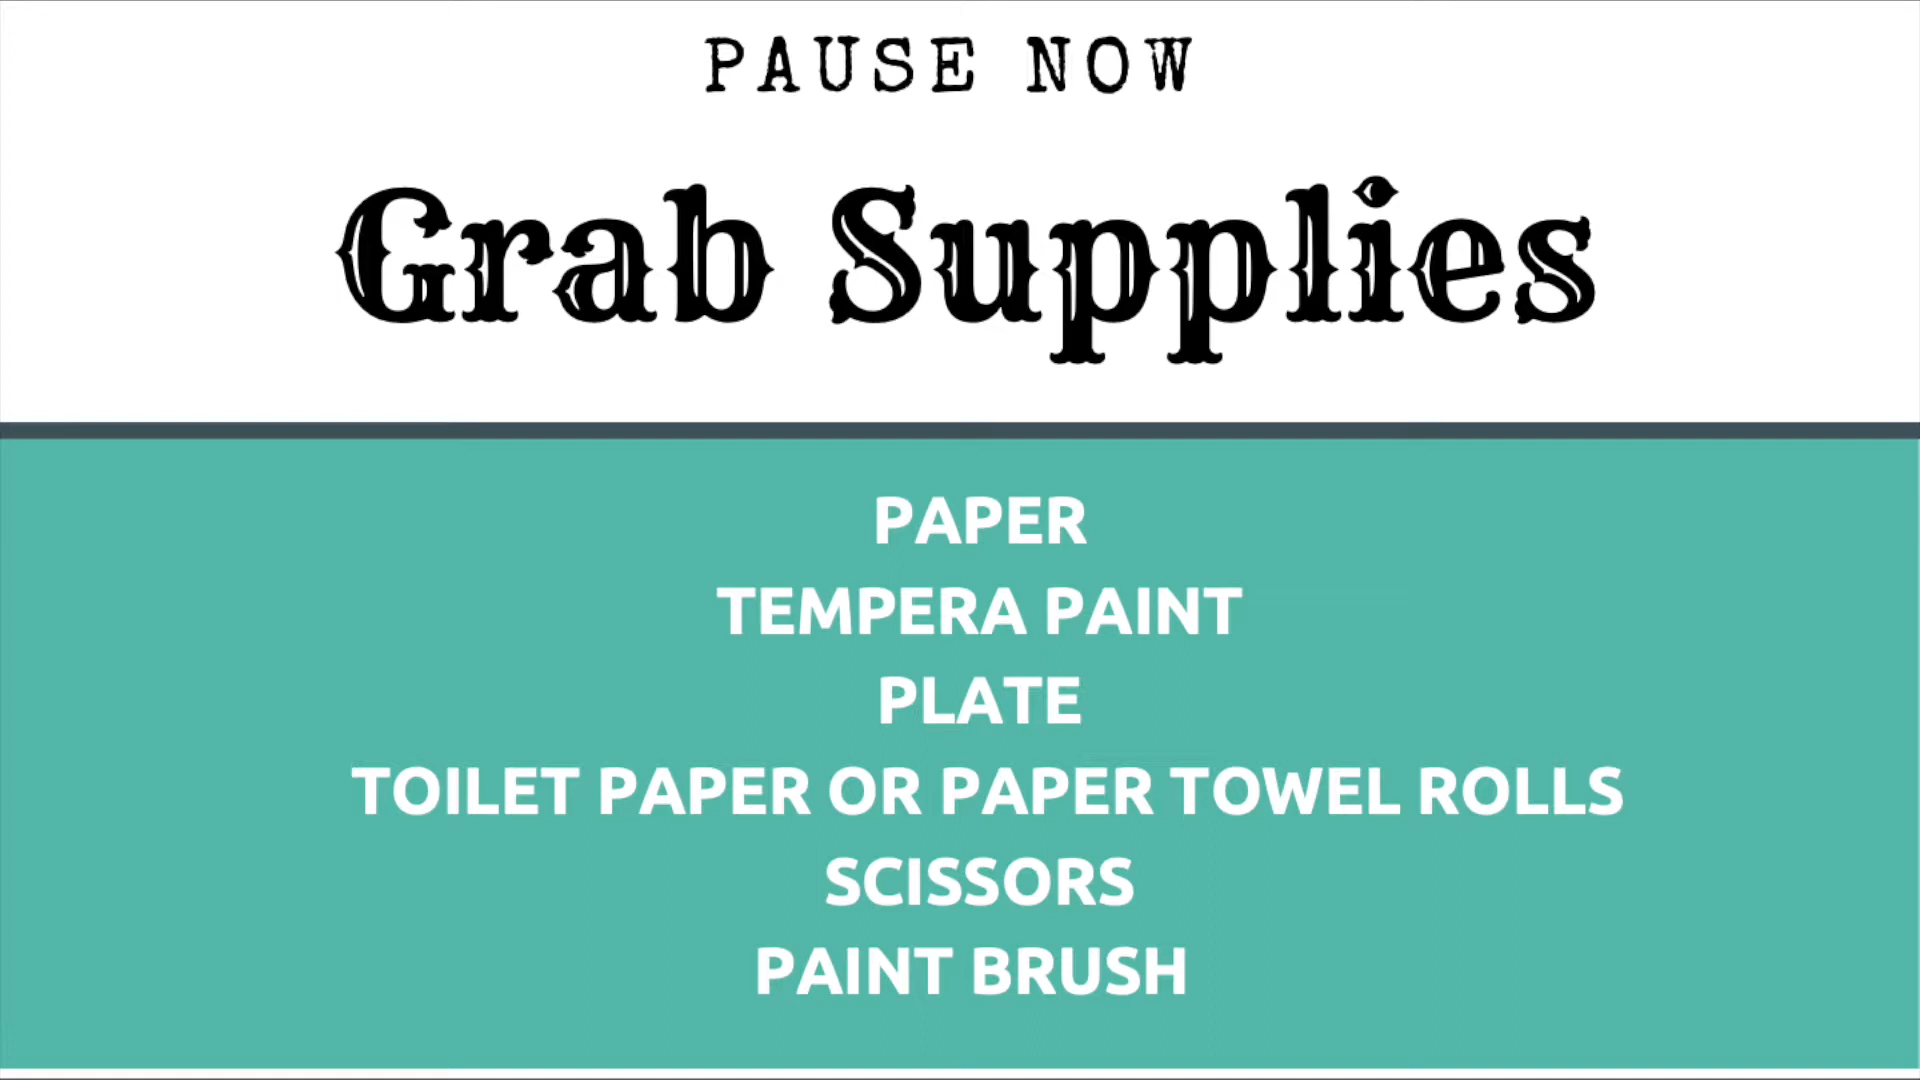 PAUSE NOW
Grab Supplies
PAPER
TEMPERA PAINT
PLATE
TOILET PAPER OR PAPER TOWEL ROLLS
SCISSORS
PAINT BRUSH